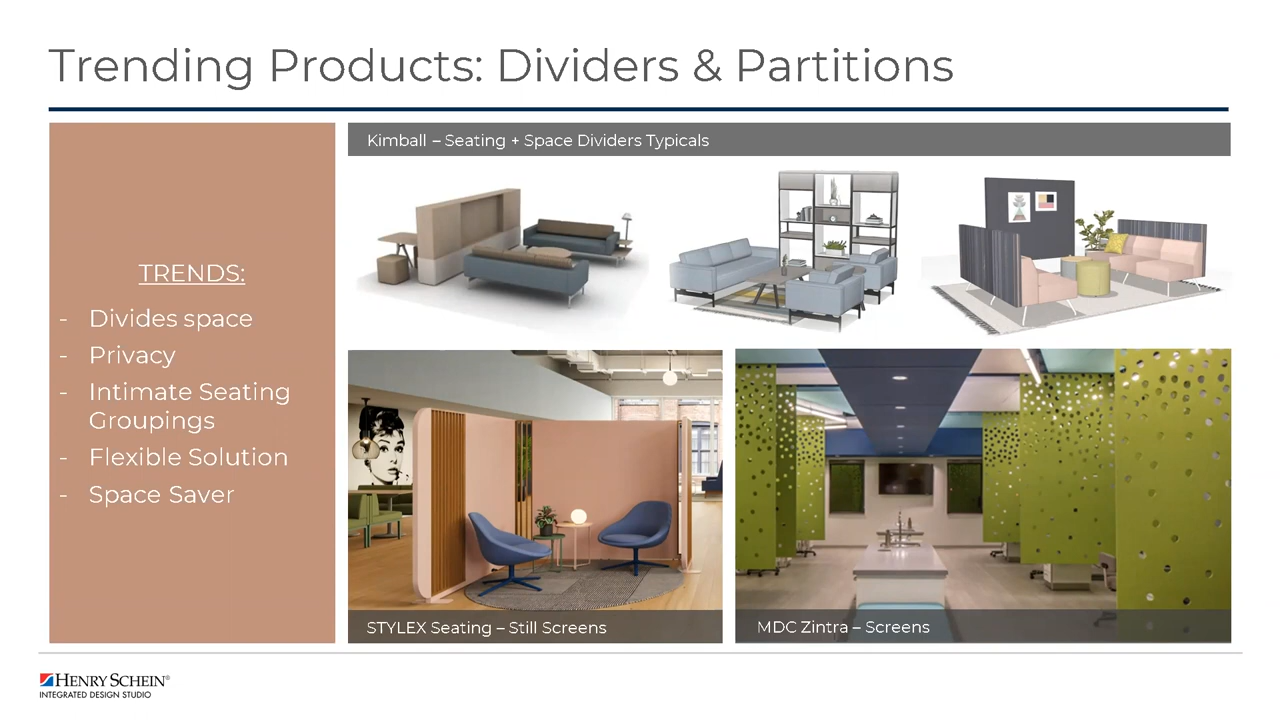 Trending Products: Dividers & Partitions
TRENDS:
- Divides space
- Privacy
- Intimate Seating
Groupings
- Flexible Solution
- Space Saver
Kimball – Seating + Space Dividers Typicals
STYLEX Seating – Still Screens
MDC Zintra – Screens
HENRY SCHEIN®
INTEGRATED DESIGN STUDIO